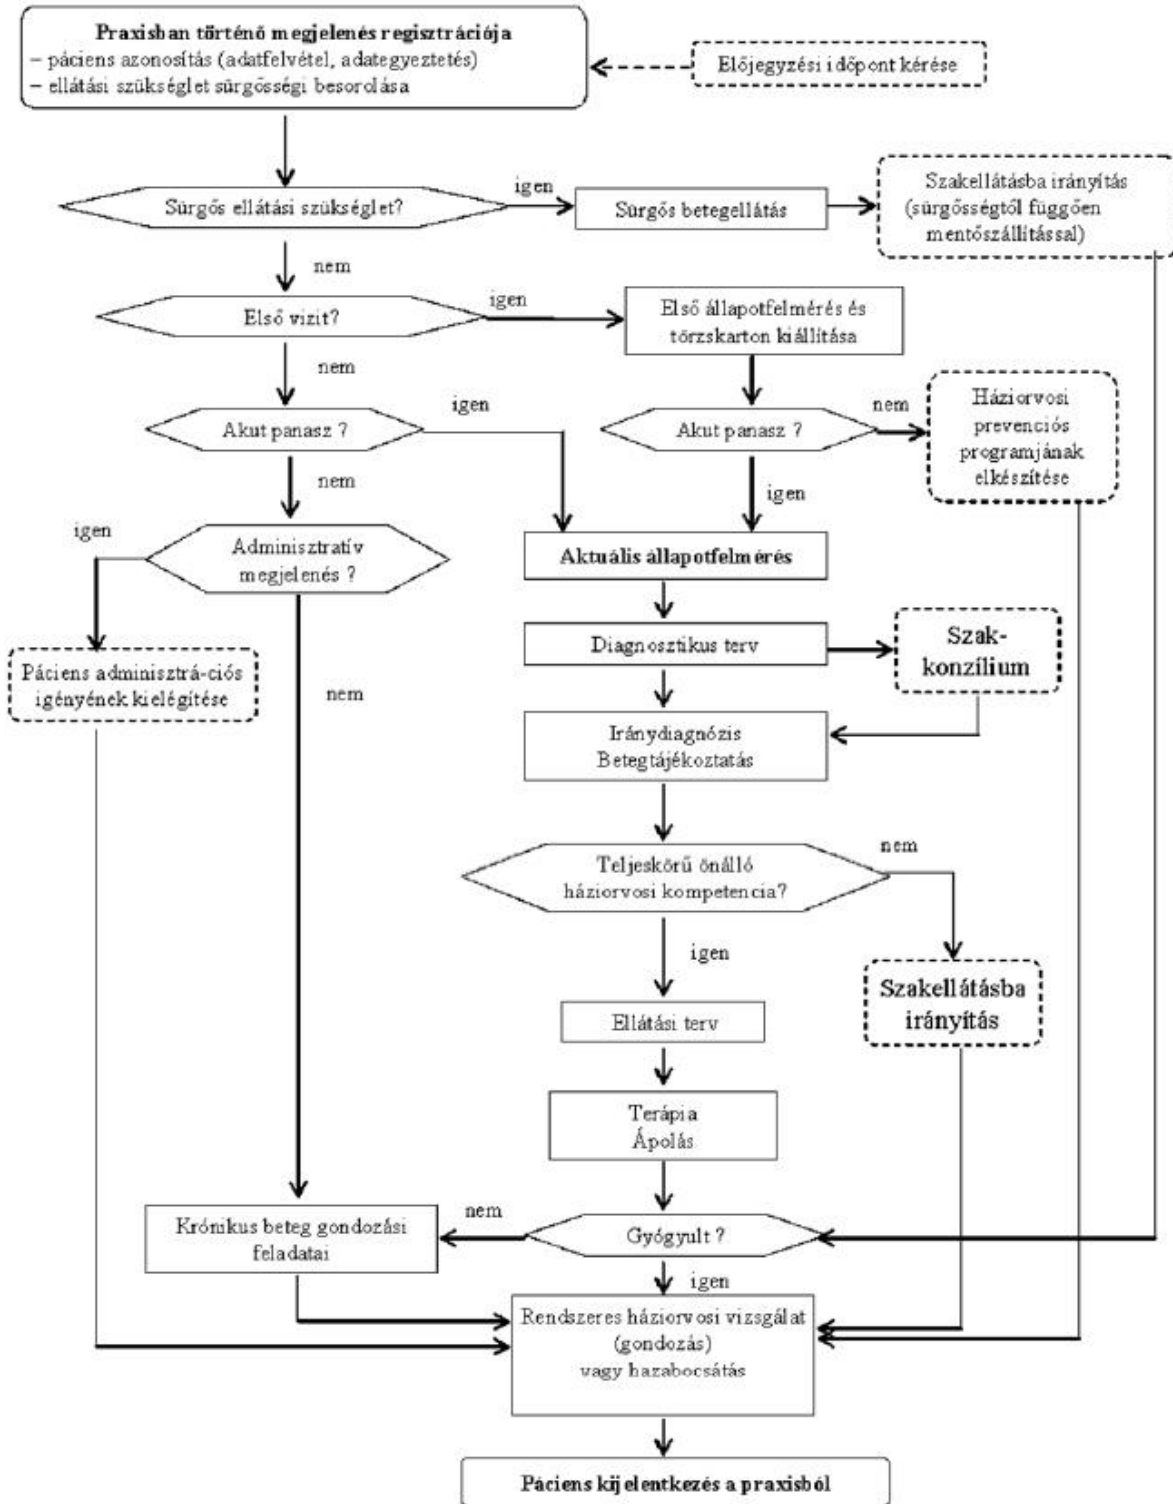 Praxisban történő megjelenés regisztrációja
– páciens azonosítás (adatfelvétel, adategyeztetés)
– ellátási szükséglet sürgősségi besorolása
Előjegyzési időpont kérése
Sürgős ellátási szükséglet?
igen
Sürgős betegellátás
Szakellátásba irányítás
(sürgősségtől függően
mentőszállítással)
nem
Első vizit?
igen
Első állapotfelmérés és
törzskarton kiállítása
nem
Akut panasz ?
igen
Akut panasz ?
nem
Háziorvosi
prevenciós
programjának
elkészítése
nem
igen
igen
Adminisztratív
megjelenés ?
Aktuális állapotfelmérés
Diagnosztikus terv
Szak-
konzílium
Páciens adminisztrá-ciós
igényének kielégítése
nem
Iránydiagnózis
Betegtájékoztatás
Teljeskörű önálló
háziorvosi kompetencia?
nem
igen
Szakellátásba
irányítás
Ellátási terv
Terápia
Ápolás
Krónikus beteg gondozási
feladatai
nem
Gyógyult ?
igen
Rendszeres háziorvosi vizsgálat
(gondozás)
vagy hazabocsátás
Páciens kijelentkezés a praxisból